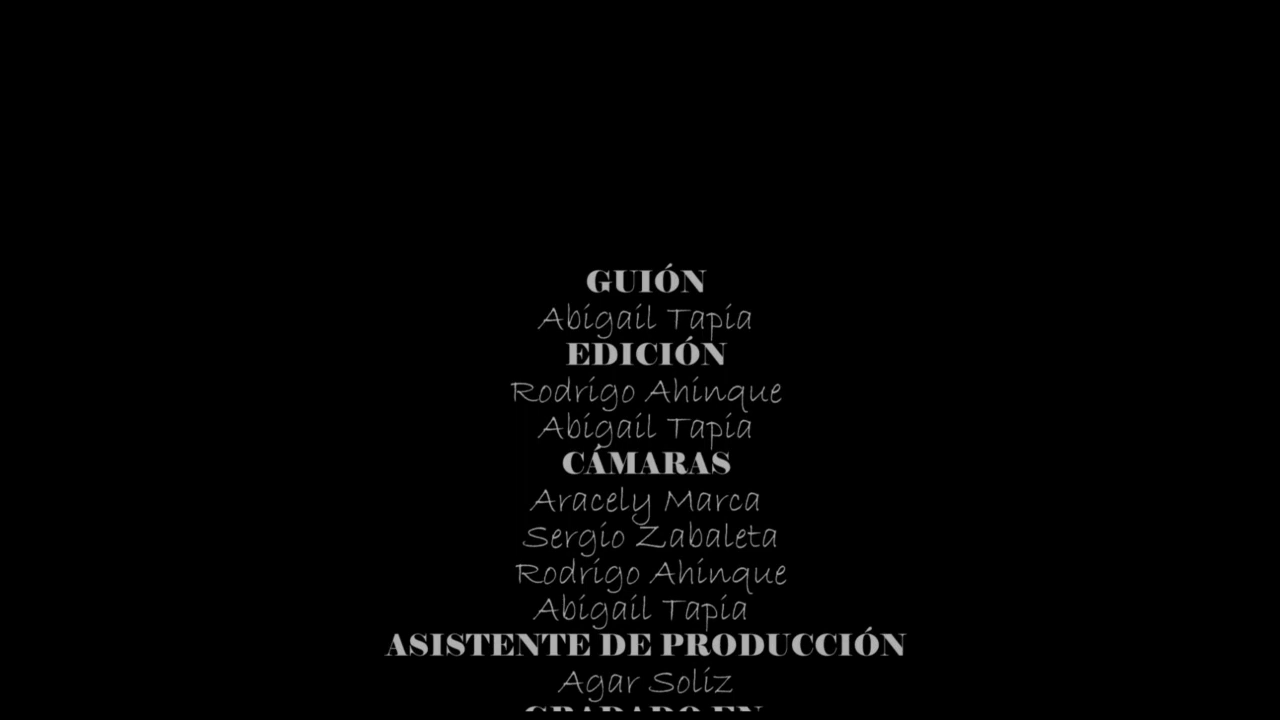 GUIÓN
Abigail Tapia
EDICIÓN
Rodrigo Ahinque
Abigail Tapia
CÁMARAS
Aracely Marca
Sergio Zabaleta
Rodrigo Ahinque
Abigail Tapia
ASISTENTE DE PRODUCCIÓN
Agar Soliz